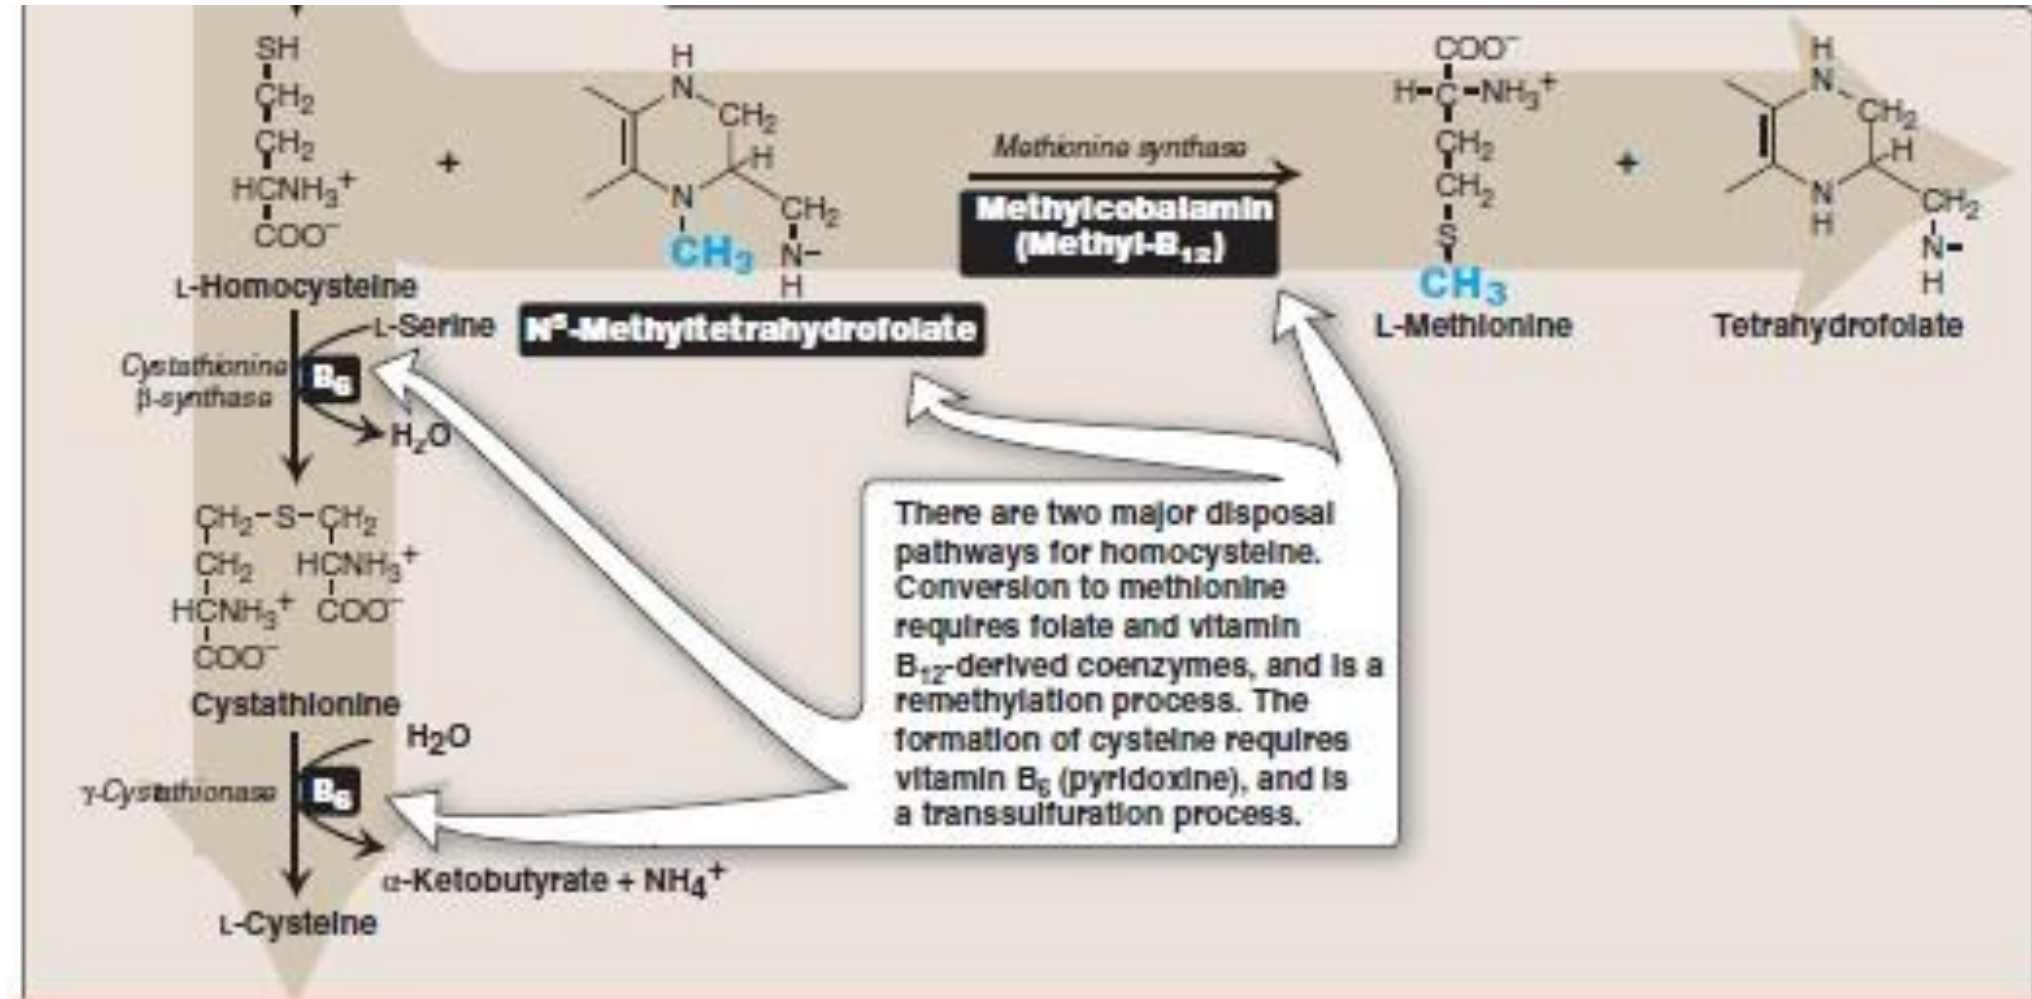 SH
CH₂
CH₂
HCNH₃⁺
COO⁻
L-Homocysteine
+
H
N
CH₂
H
N
CH₂
CH₃
N–
H
N⁵-Methyltetrahydrofolate
Methionine synthase
Methylcobalamin
(Methyl-B₁₂)
COO⁻
H–C–NH₃⁺
CH₂
CH₂
S
CH₃
L-Methionine
+
H
N
CH₂
H
N
H
CH₂
N–
H
Tetrahydrofolate
L-Serine
Cystathionine
β-synthase
B₆
H₂O
CH₂–S–CH₂
CH₂ HCNH₃⁺
HCNH₃⁺ COO⁻
COO⁻
Cystathionine
H2O
γ-Cystathionase
B₆
α-Ketobutyrate + NH₄⁺
L-Cysteine
There are two major disposal
pathways for homocysteine.
Conversion to methionine
requires folate and vitamin
B₁₂-derived coenzymes, and is a
remethylation process. The
formation of cysteine requires
vitamin B₆ (pyridoxine), and is
a transsulfuration process.